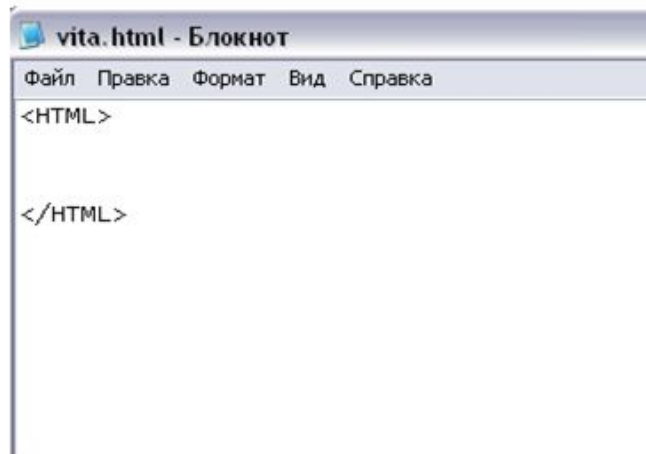 vita.html - Блокнот
Файл Правка Формат Вид Справка
<HTML>
</HTML>